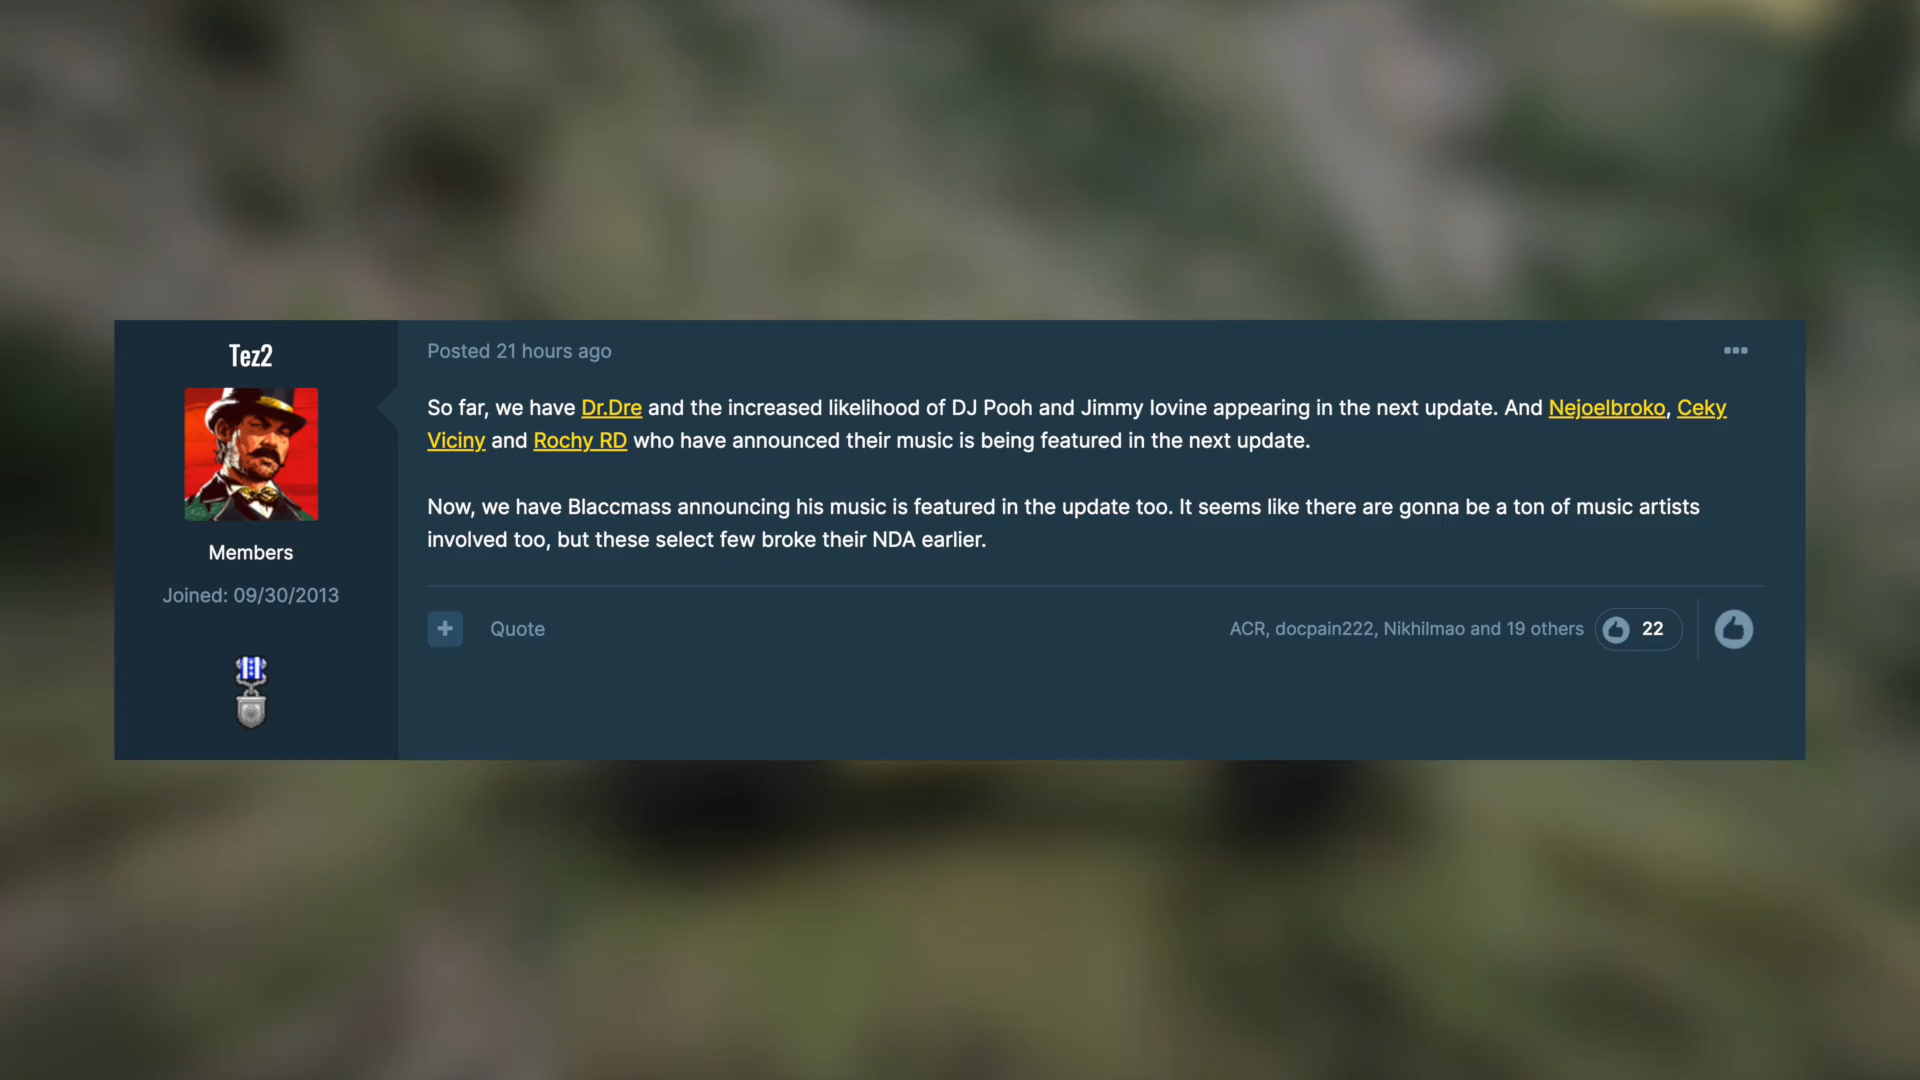 Tez2
Members
Joined: 09/30/2013
Posted 21 hours ago
So far, we have Dr.Dre and the increased likelihood of DJ Pooh and Jimmy Iovine appearing in the next update. And Nejoelbroko, Ceky
Viciny and Rochy RD who have announced their music is being featured in the next update.
Now, we have Blaccmass announcing his music is featured in the update too. It seems like there are gonna be a ton of music artists
involved too, but these select few broke their NDA earlier.
+ Quote
ACR, docpain222, Nikhilmao and 19 others 22